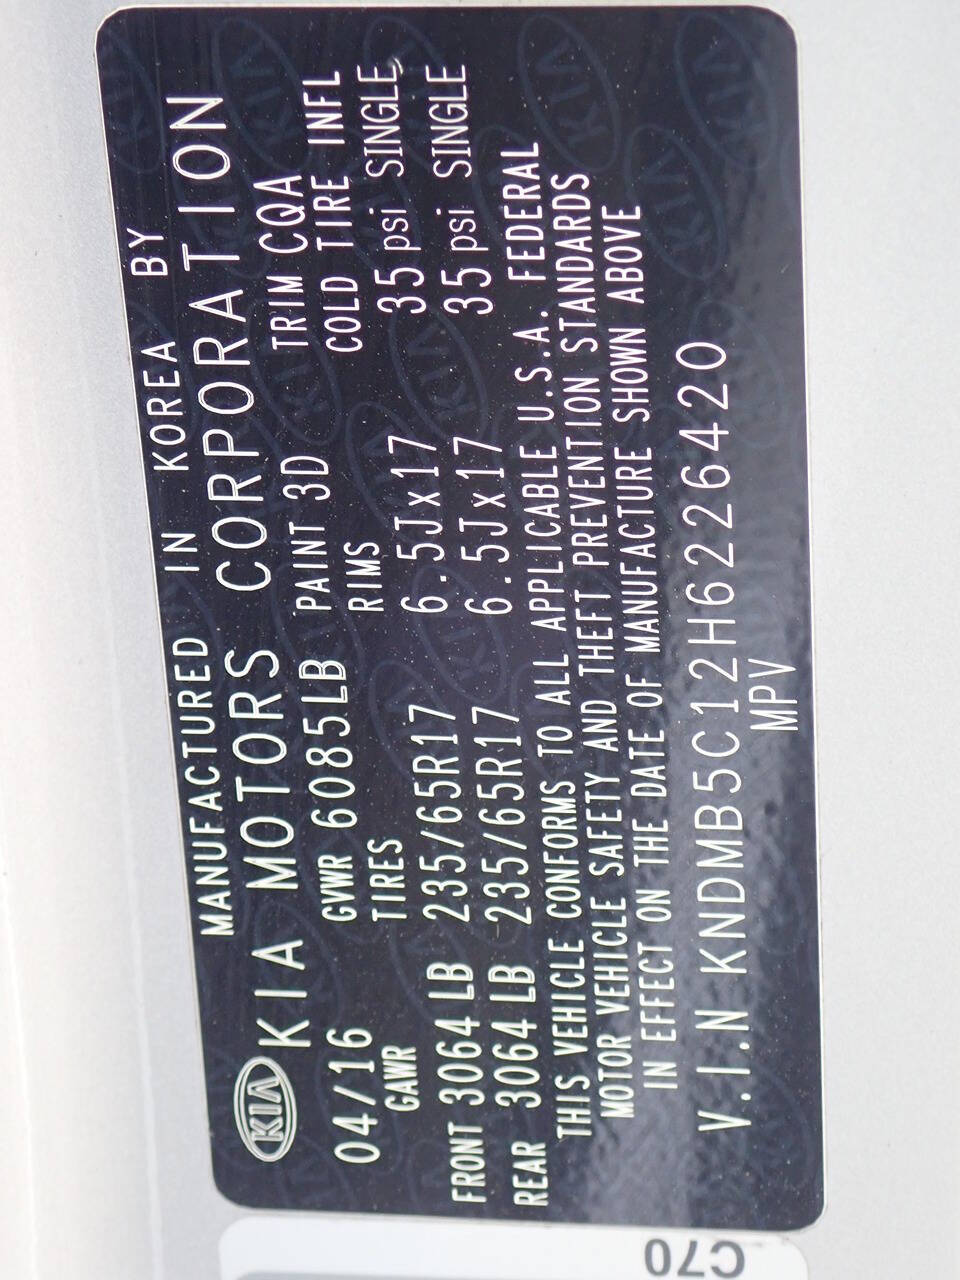 MANUFACTURED IN KOREA BY
KIA KIA MOTORS CORPORATION
04/16 GVWR 6085LB PAINT 3D TRIM CQA
GAWR TIRES RIMS COLD TIRE INFL
FRONT 3064 LB 235/65R17 6.5Jx17 35 psi SINGLE
REAR 3064 LB 235/65R17 6.5Jx17 35 psi SINGLE
THIS VEHICLE CONFORMS TO ALL APPLICABLE U.S.A. FEDERAL
MOTOR VEHICLE SAFETY AND THEFT PREVENTION STANDARDS
IN EFFECT ON THE DATE OF MANUFACTURE SHOWN ABOVE
V.I.N KNDMB5C12H6226420
MPV
C70